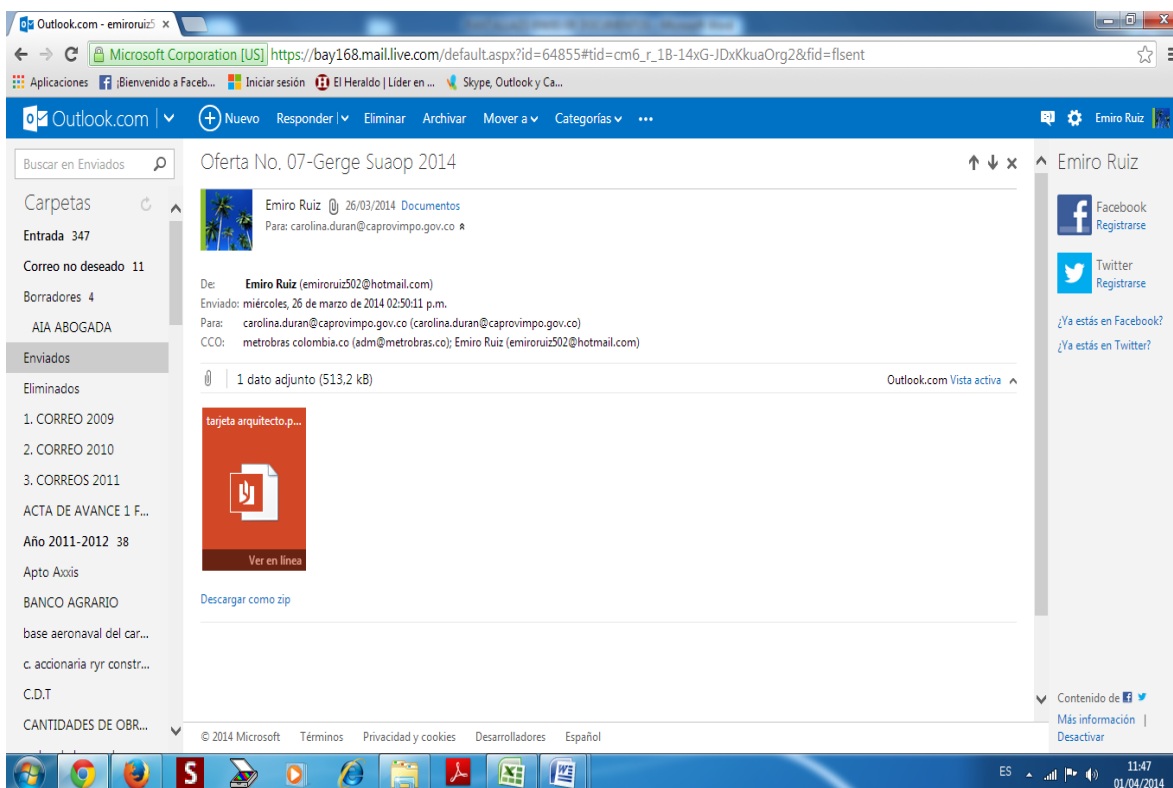 Outlook.com - emiroruiz5
Microsoft Corporation [US] https://bay168.mail.live.com/default.aspx?id=64855#tid=cm6_r_1B-14xG-JDxKkuaOrg2&fid=flsent
Aplicaciones ¡Bienvenido a Faceb... Iniciar sesión El Heraldo | Líder en ... Skype, Outlook y Ca...
Outlook.com Nuevo Responder Eliminar Archivar Mover a Categorías ••• Emiro Ruiz
Buscar en Enviados
Carpetas
Entrada 347
Correo no deseado 11
Borradores 4
AIA ABOGADA
Enviados
Eliminados
1. CORREO 2009
2. CORREO 2010
3. CORREOS 2011
ACTA DE AVANCE 1 F...
Año 2011-2012 38
Apto Axxis
BANCO AGRARIO
base aeronaval del car...
c. accionaria ryr constr...
C.D.T
CANTIDADES DE OBR...
Oferta No. 07-Gerge Suaop 2014
Emiro Ruiz 26/03/2014 Documentos
Para: carolina.duran@caprovimpo.gov.co
De: Emiro Ruiz (emiroruiz502@hotmail.com)
Enviado: miércoles, 26 de marzo de 2014 02:50:11 p.m.
Para: carolina.duran@caprovimpo.gov.co (carolina.duran@caprovimpo.gov.co)
CCO: metrobras colombia.co (adm@metrobras.co); Emiro Ruiz (emiroruiz502@hotmail.com)
1 dato adjunto (513,2 kB) Outlook.com Vista activa
tarjeta arquitecto.p...
Ver en línea
Descargar como zip
© 2014 Microsoft Términos Privacidad y cookies Desarrolladores Español
Emiro Ruiz
Facebook
Registrarse
Twitter
Registrarse
¿Ya estás en Facebook?
¿Ya estás en Twitter?
Contenido de
Más información |
Desactivar
ES 11:47
01/04/2014